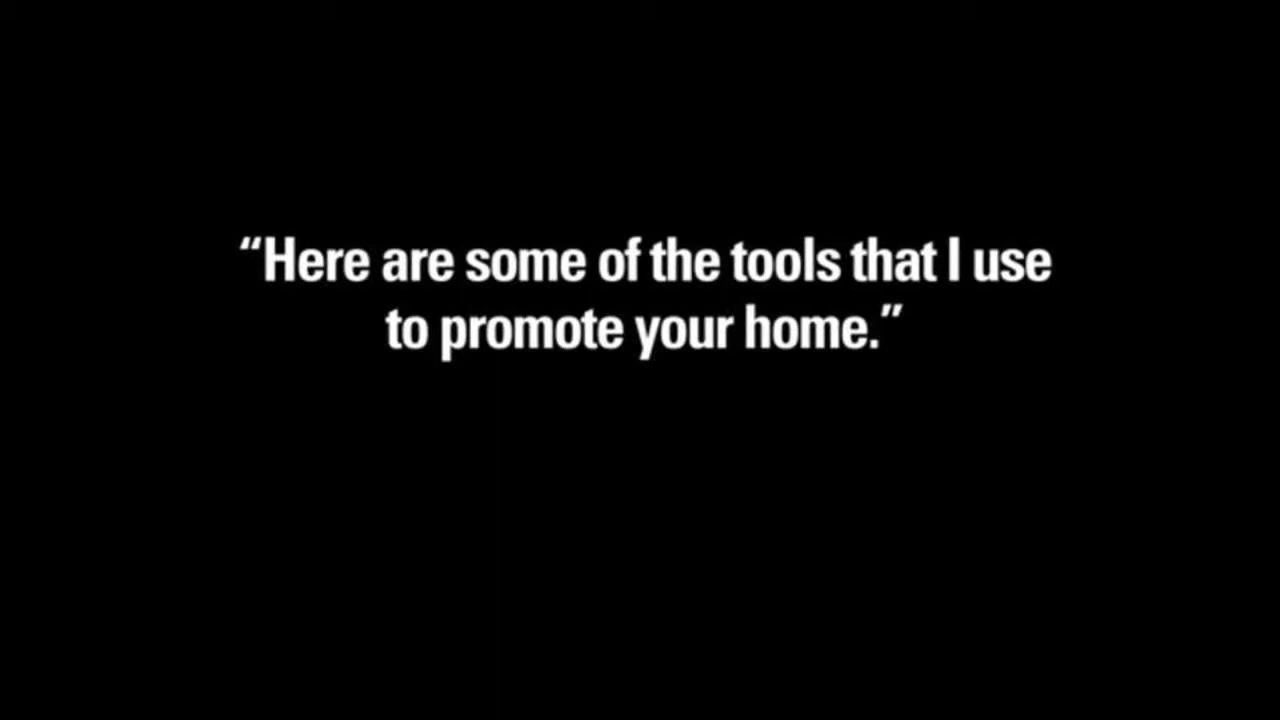 “Here are some of the tools that I use
to promote your home.”